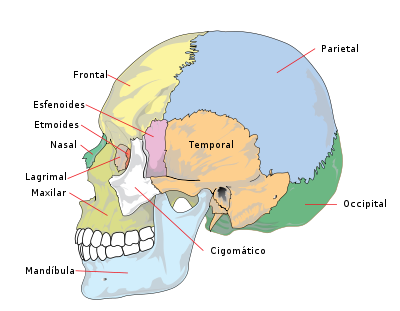 Parietal
Frontal
Esfenoides
Etmoides
Nasal
Temporal
Lagrimal
Maxilar
Occipital
Cigomático
Mandíbula